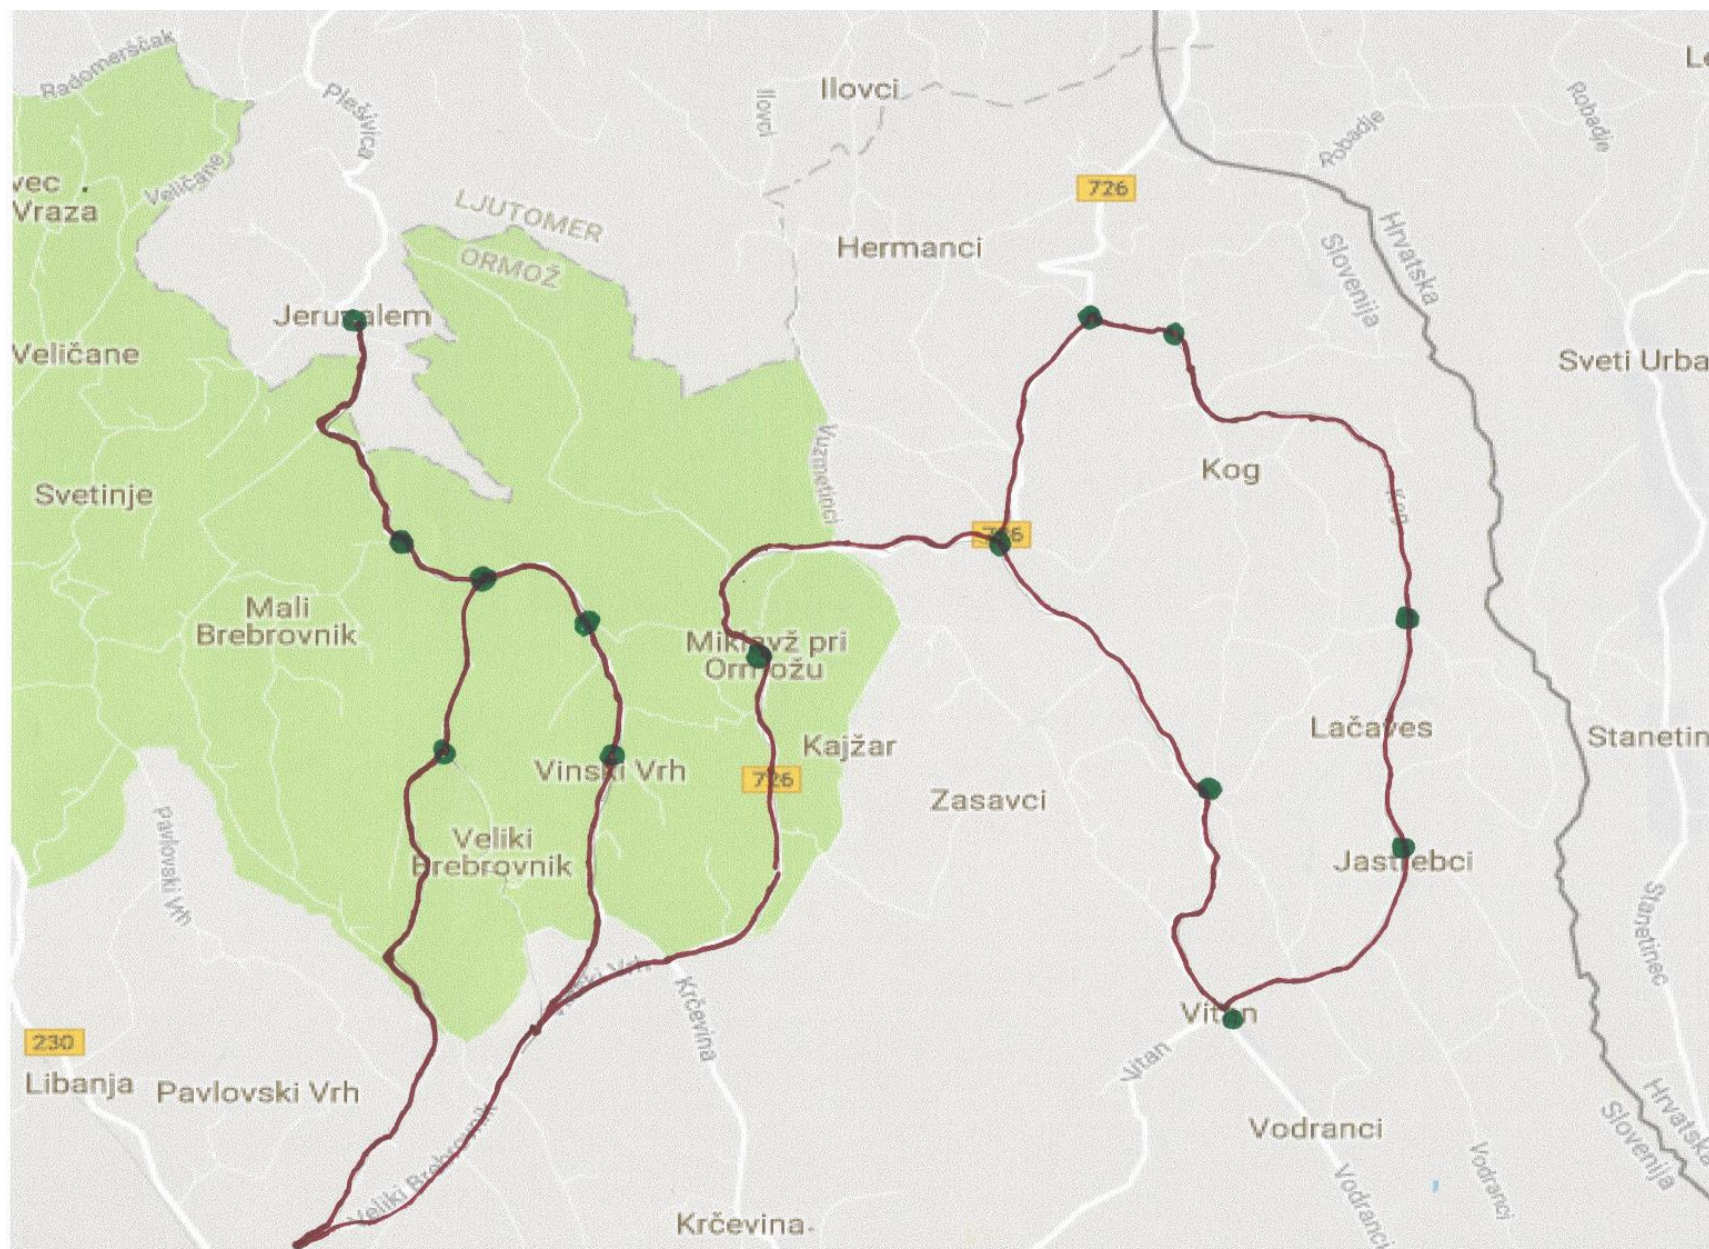 Radomerščak
Plešivica
Ilovci
Ilovci
Le
Robadje
Robadje
vec
Vraza
Veličane
726
LJUTOMER
ORMOŽ
Hermanci
Hrvatska
Slovenija
Jeruzalem
Veličane
Sveti Urba
Svetinje
Vuzmetinci
Kog
Kog
726
Mali
Brebrovnik
Miklavž pri
Ormožu
Lačaves
Stanetin
Kajžar
Vinski Vrh
726
Zasavci
Pavlovski Vrh
Veliki
Brebrovnik
Jastrebci
Stanetinec
Vinski Vrh
Krčevina
Vitan
230
Libanja
Pavlovski Vrh
Vitan
Vodranci
Hrvatska
Slovenija
Veliki Brebrovnik
Vodranci
Vodranci
Krčevina